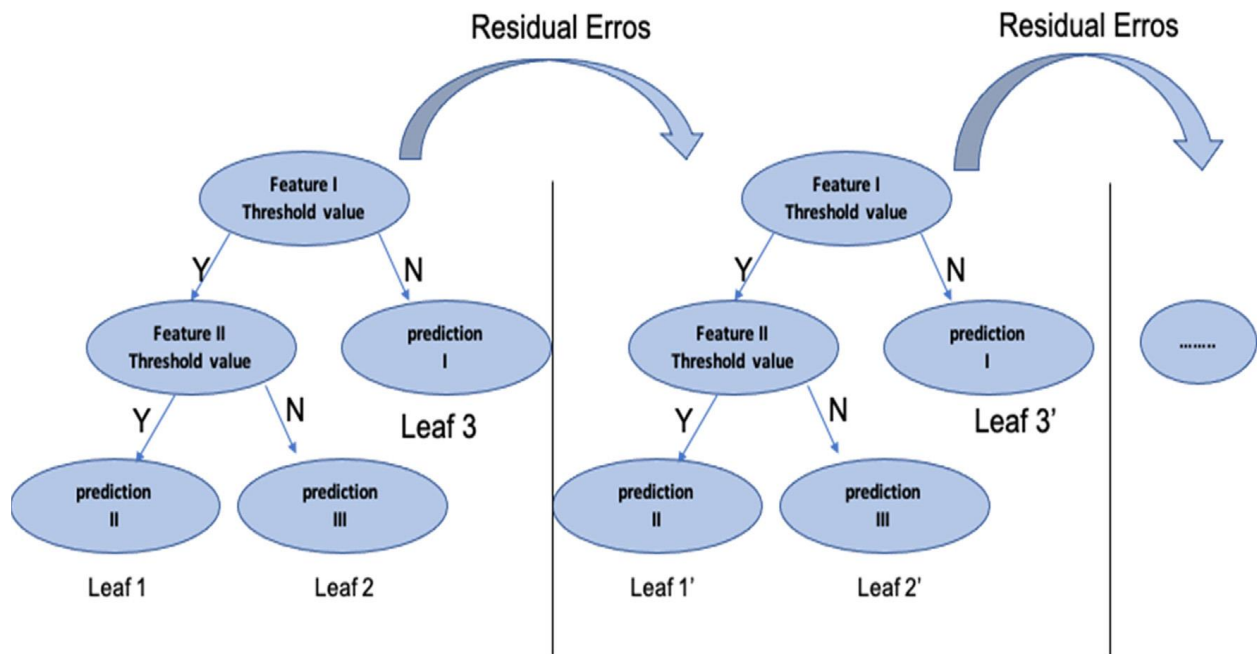 Residual Erros
Residual Erros
Feature I
Threshold value
Y
N
Feature II
Threshold value
prediction
I
Y
N
Leaf 3
prediction
II
prediction
III
Leaf 1
Leaf 2
Feature I
Threshold value
Y
N
Feature II
Threshold value
prediction
I
Y
N
Leaf 3’
prediction
II
prediction
III
Leaf 1’
Leaf 2’
........